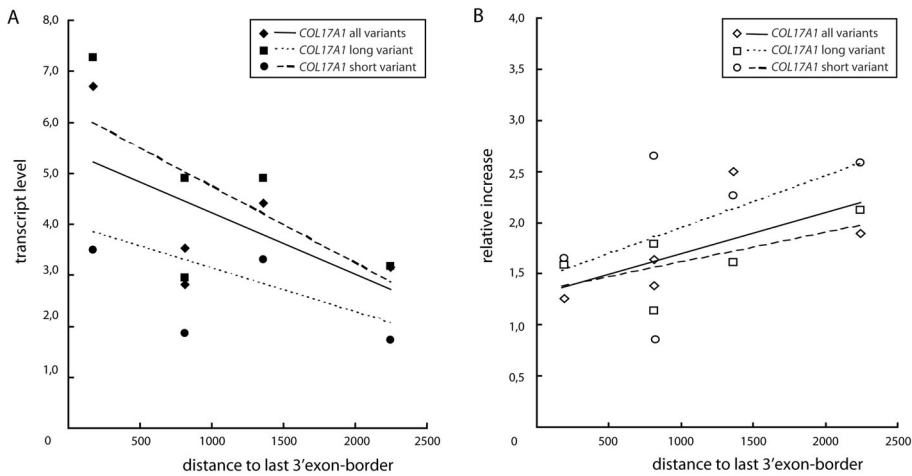 A
8,0
7,0
6,0
5,0
4,0
3,0
2,0
1,0
0
500
1000
1500
2000
2500
transcript level
distance to last 3'exon-border
COL17A1 all variants
COL17A1 long variant
COL17A1 short variant
B
4,0
3,5
3,0
2,5
2,0
1,5
1,0
0,5
0
500
1000
1500
2000
2500
relative increase
distance to last 3'exon-border
COL17A1 all variants
COL17A1 long variant
COL17A1 short variant